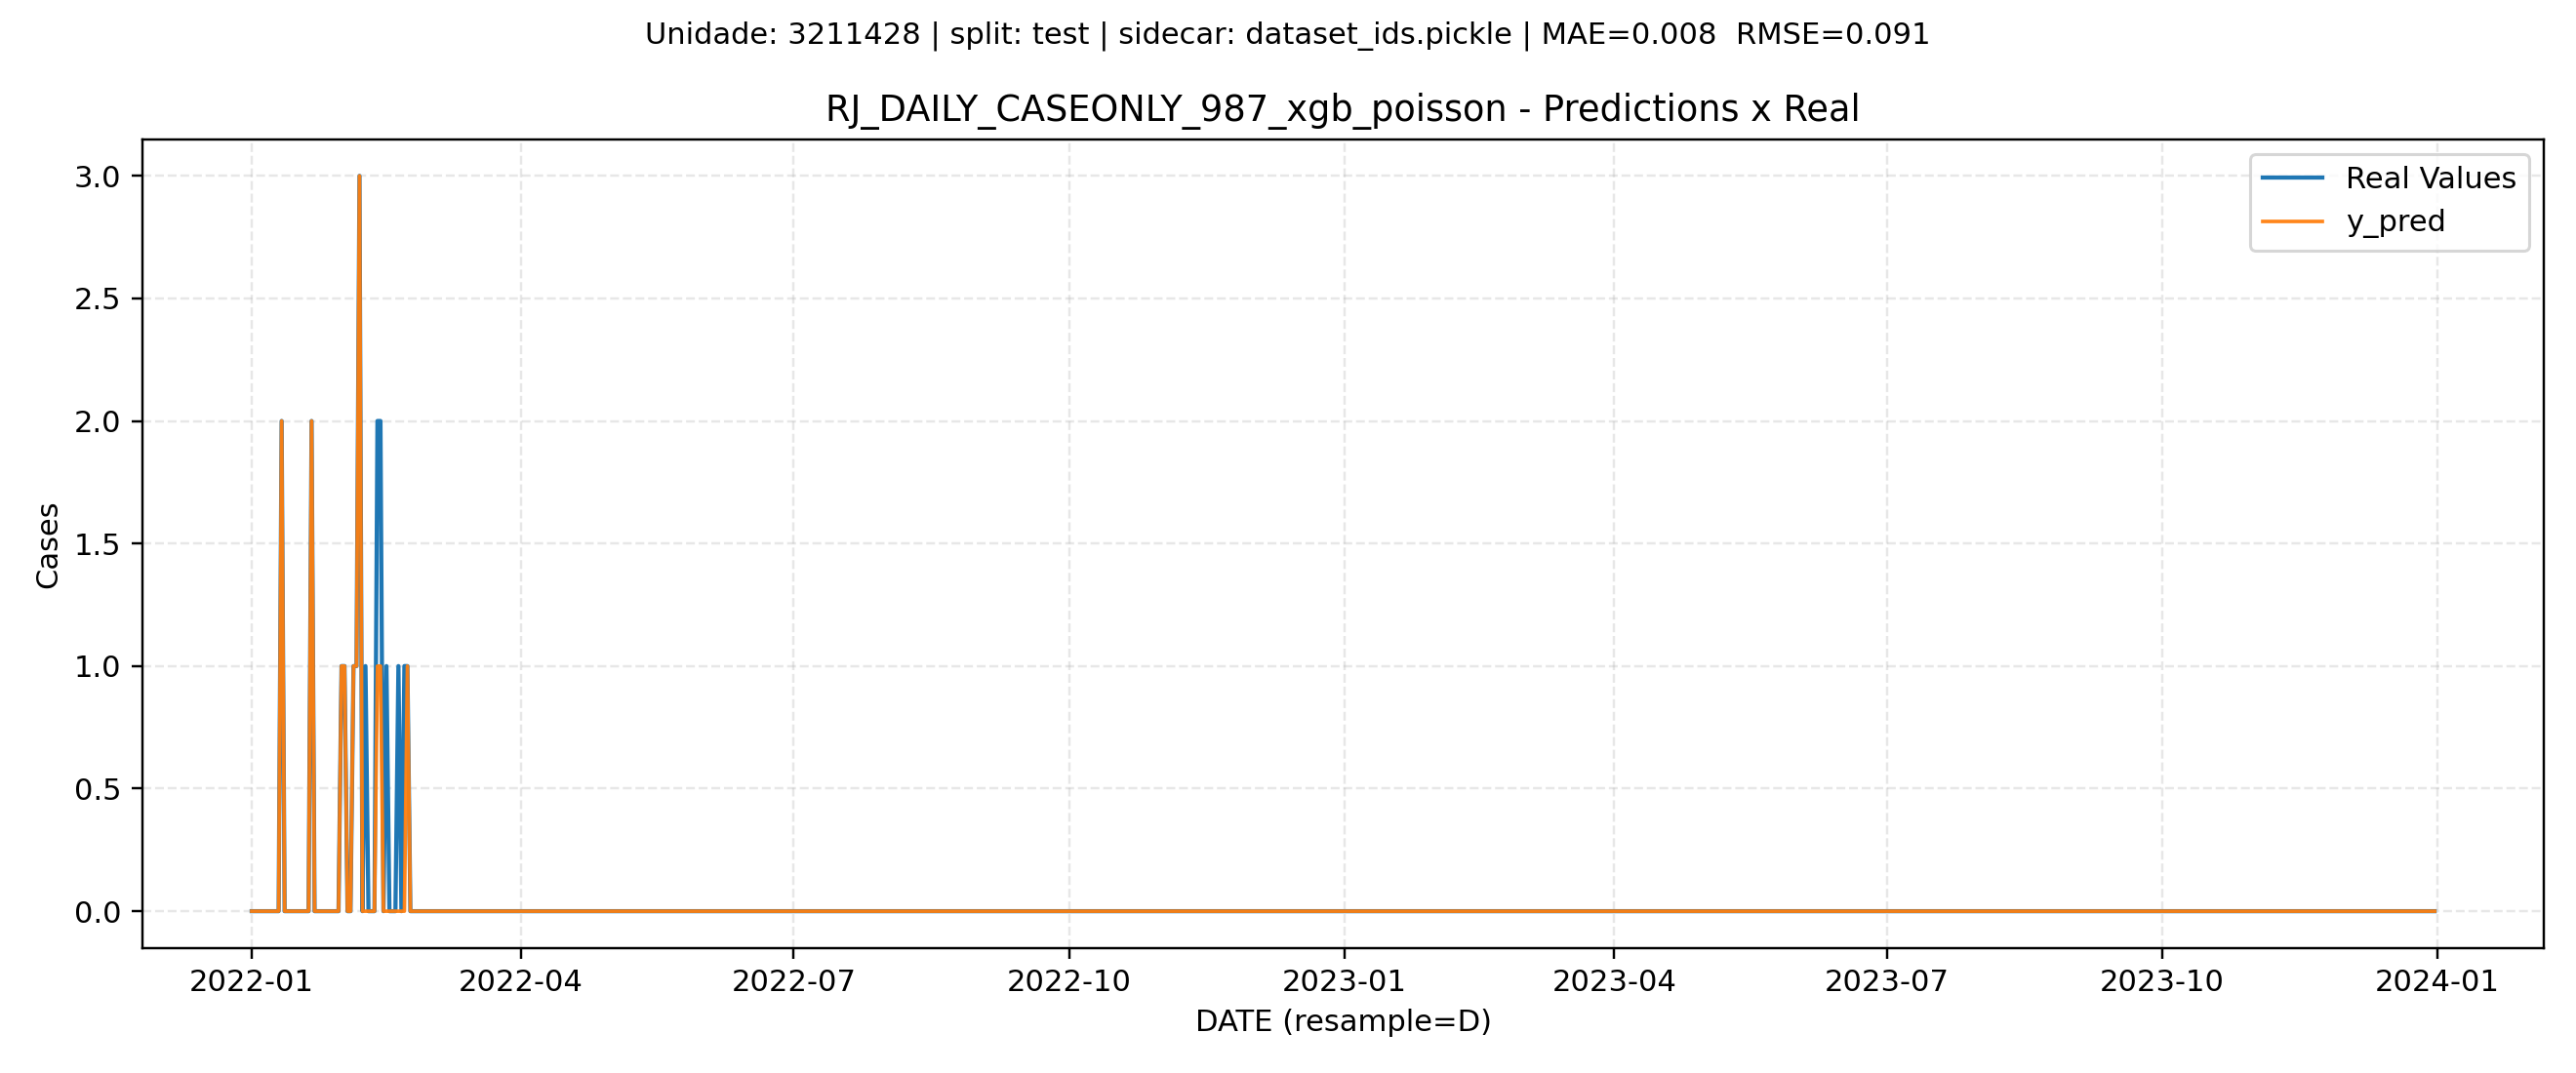 Unidade: 3211428 | split: test | sidecar: dataset_ids.pickle | MAE=0.008  RMSE=0.091
RJ_DAILY_CASEONLY_987_xgb_poisson - Predictions x Real
Real Values
y_pred
Cases
3.0
2.5
2.0
1.5
1.0
0.5
0.0
2022-01 2022-04 2022-07 2022-10 2023-01 2023-04 2023-07 2023-10 2024-01
DATE (resample=D)